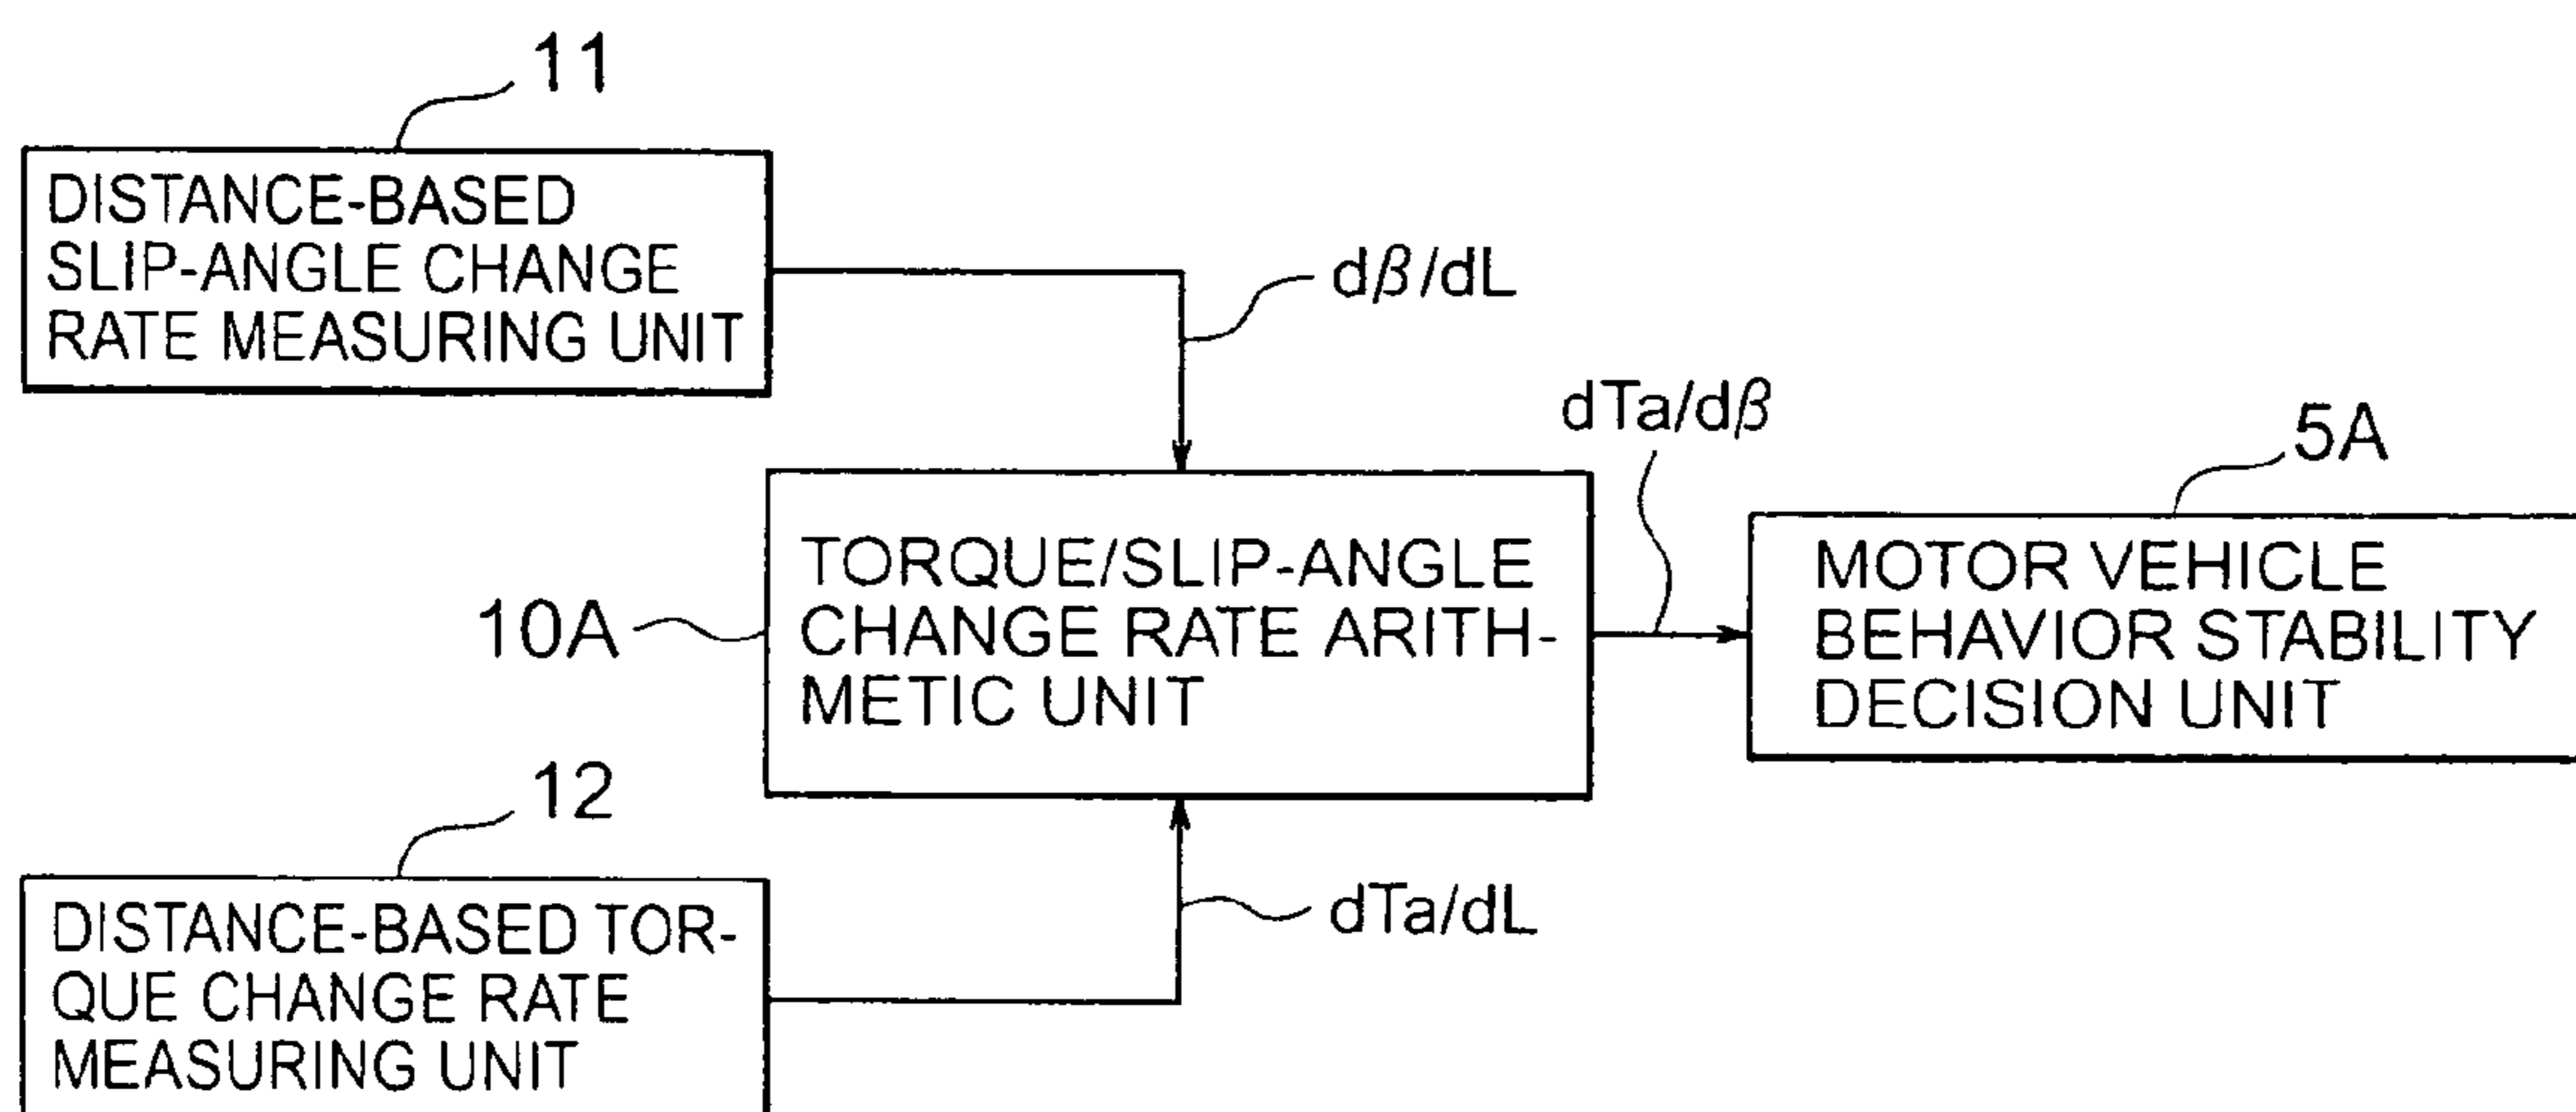 11
DISTANCE-BASED
SLIP-ANGLE CHANGE
RATE MEASURING UNIT
dβ/dL
dTa/dβ
5A
10A
TORQUE/SLIP-ANGLE
CHANGE RATE ARITH-
METIC UNIT
MOTOR VEHICLE
BEHAVIOR STABILITY
DECISION UNIT
12
DISTANCE-BASED TOR-
QUE CHANGE RATE
MEASURING UNIT
dTa/dL